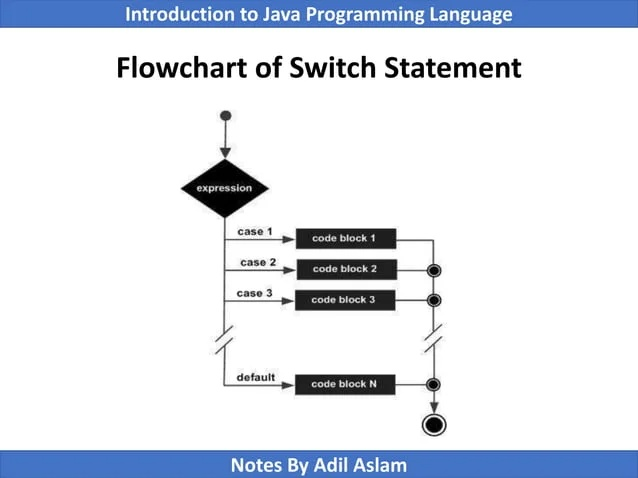 Introduction to Java Programming Language
Flowchart of Switch Statement
expression
case 1
code block 1
case 2
code block 2
case 3
code block 3
default
code block N
Notes By Adil Aslam